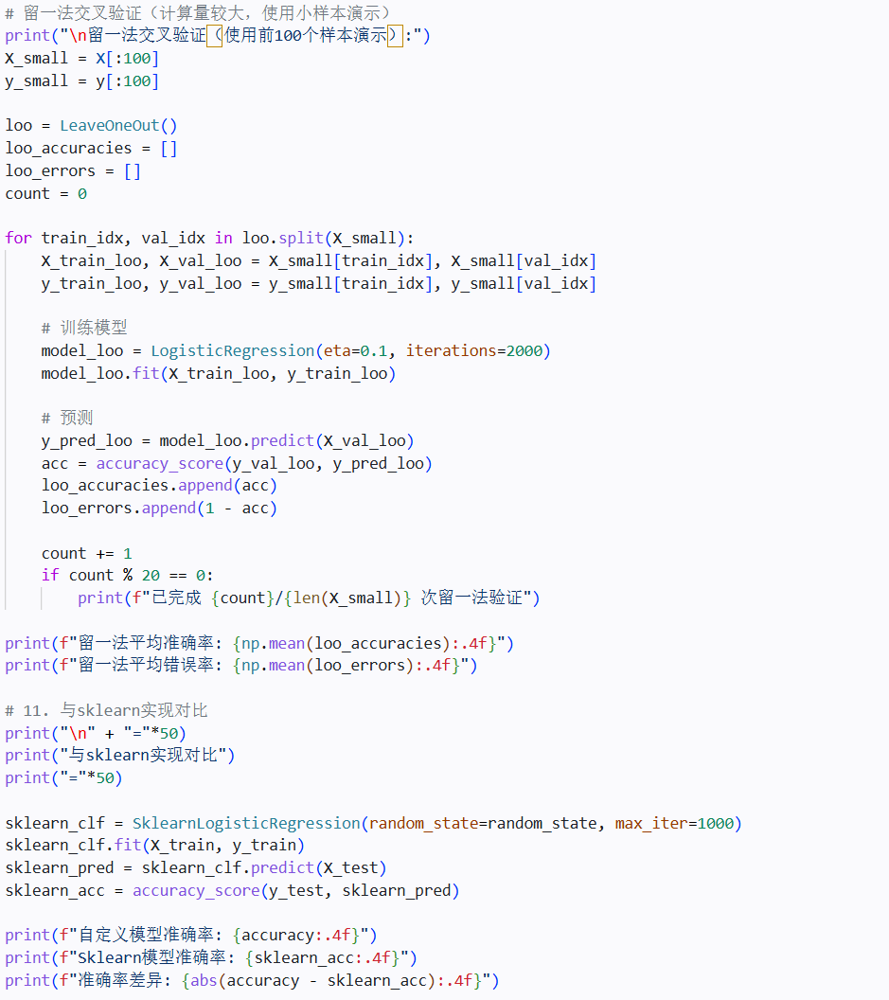 # 留一法交叉验证（计算量较大，使用小样本演示）
print("\n留一法交叉验证（使用前100个样本演示）:")
X_small = X[:100]
y_small = y[:100]

loo = LeaveOneOut()
loo_accuracies = []
loo_errors = []
count = 0

for train_idx, val_idx in loo.split(X_small):
    X_train_loo, X_val_loo = X_small[train_idx], X_small[val_idx]
    y_train_loo, y_val_loo = y_small[train_idx], y_small[val_idx]

    # 训练模型
    model_loo = LogisticRegression(eta=0.1, iterations=2000)
    model_loo.fit(X_train_loo, y_train_loo)

    # 预测
    y_pred_loo = model_loo.predict(X_val_loo)
    acc = accuracy_score(y_val_loo, y_pred_loo)
    loo_accuracies.append(acc)
    loo_errors.append(1 - acc)

    count += 1
    if count % 20 == 0:
        print(f"已完成 {count}/{len(X_small)} 次留一法验证")

print(f"留一法平均准确率: {np.mean(loo_accuracies):.4f}")
print(f"留一法平均错误率: {np.mean(loo_errors):.4f}")

# 11. 与sklearn实现对比
print("\n" + "="*50)
print("与sklearn实现对比")
print("="*50)

sklearn_clf = SklearnLogisticRegression(random_state=random_state, max_iter=1000)
sklearn_clf.fit(X_train, y_train)
sklearn_pred = sklearn_clf.predict(X_test)
sklearn_acc = accuracy_score(y_test, sklearn_pred)

print(f"自定义模型准确率: {accuracy:.4f}")
print(f"Sklearn模型准确率: {sklearn_acc:.4f}")
print(f"准确率差异: {abs(accuracy - sklearn_acc):.4f}")